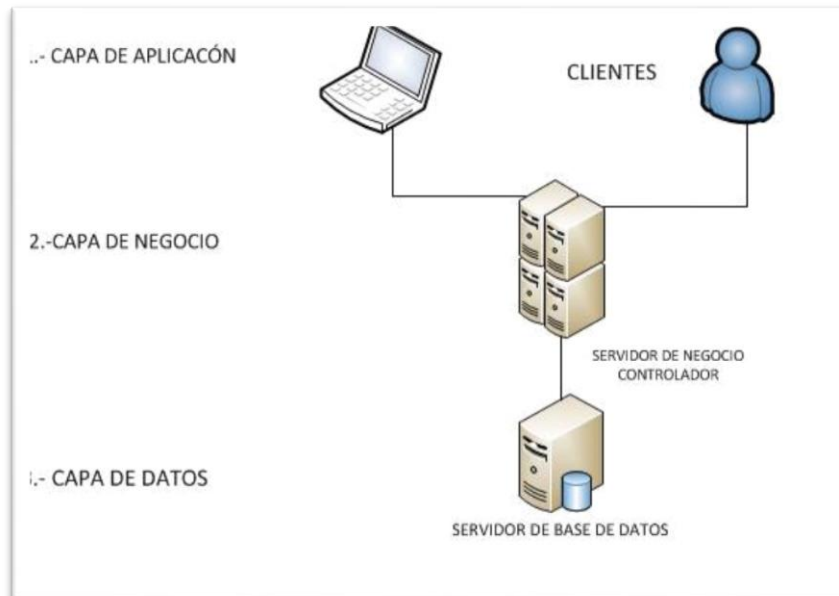 .- CAPA DE APLICACÓN
CLIENTES
2.-CAPA DE NEGOCIO
SERVIDOR DE NEGOCIO
CONTROLADOR
.- CAPA DE DATOS
SERVIDOR DE BASE DE DATOS